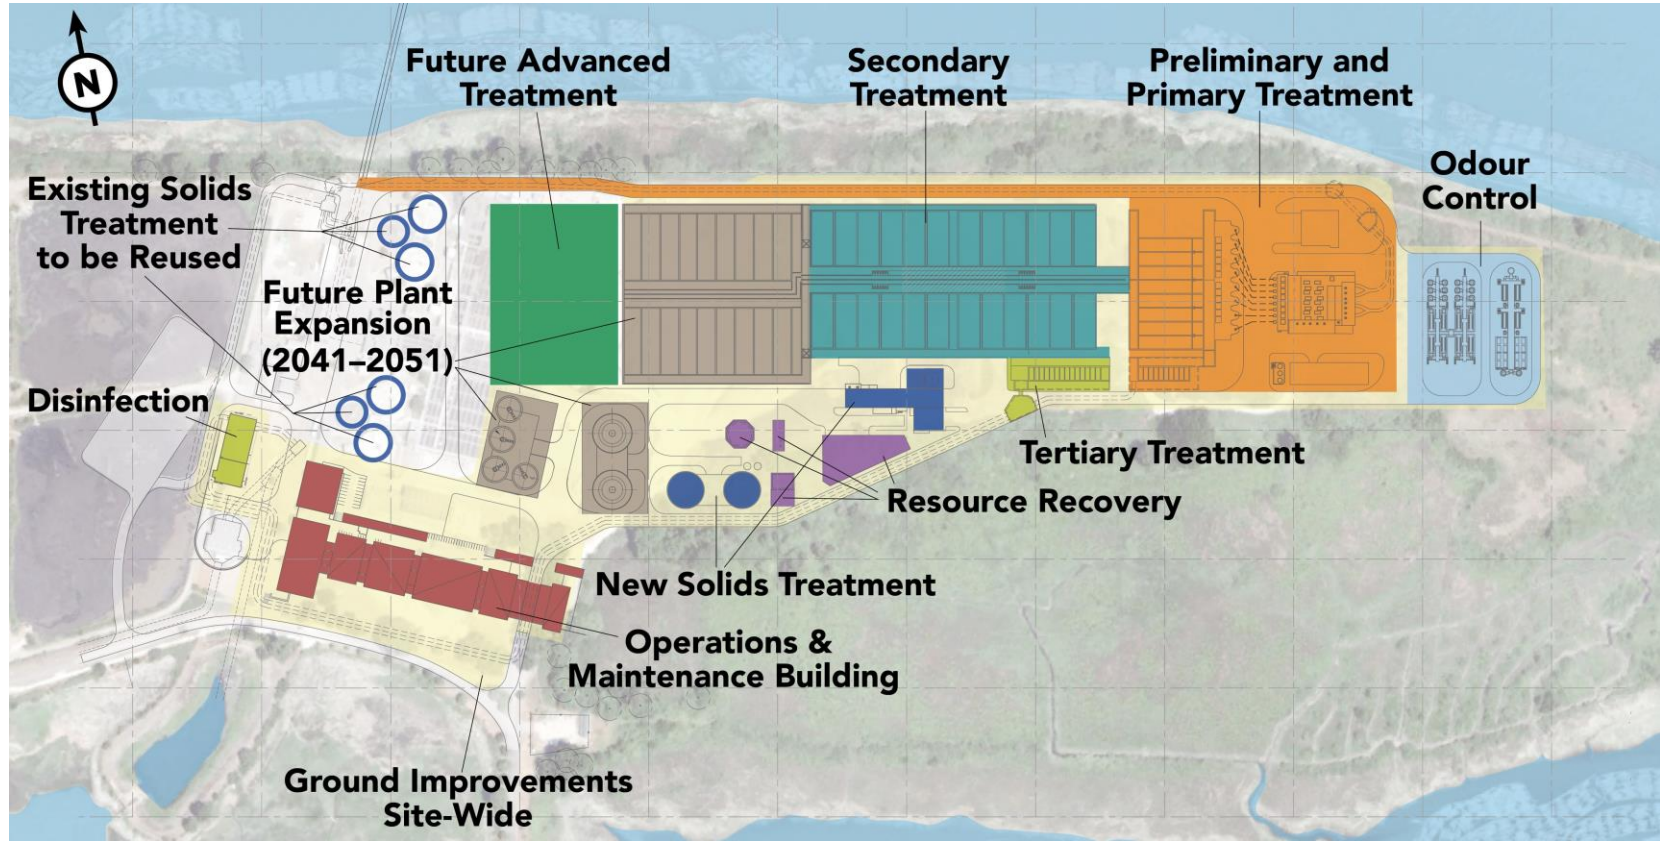 N
Future Advanced
Treatment
Secondary
Treatment
Preliminary and
Primary Treatment
Odour
Control
Existing Solids
Treatment
to be Reused
Future Plant
Expansion
(2041–2051)
Disinfection
Tertiary Treatment
Resource Recovery
New Solids Treatment
Operations &
Maintenance Building
Ground Improvements
Site-Wide